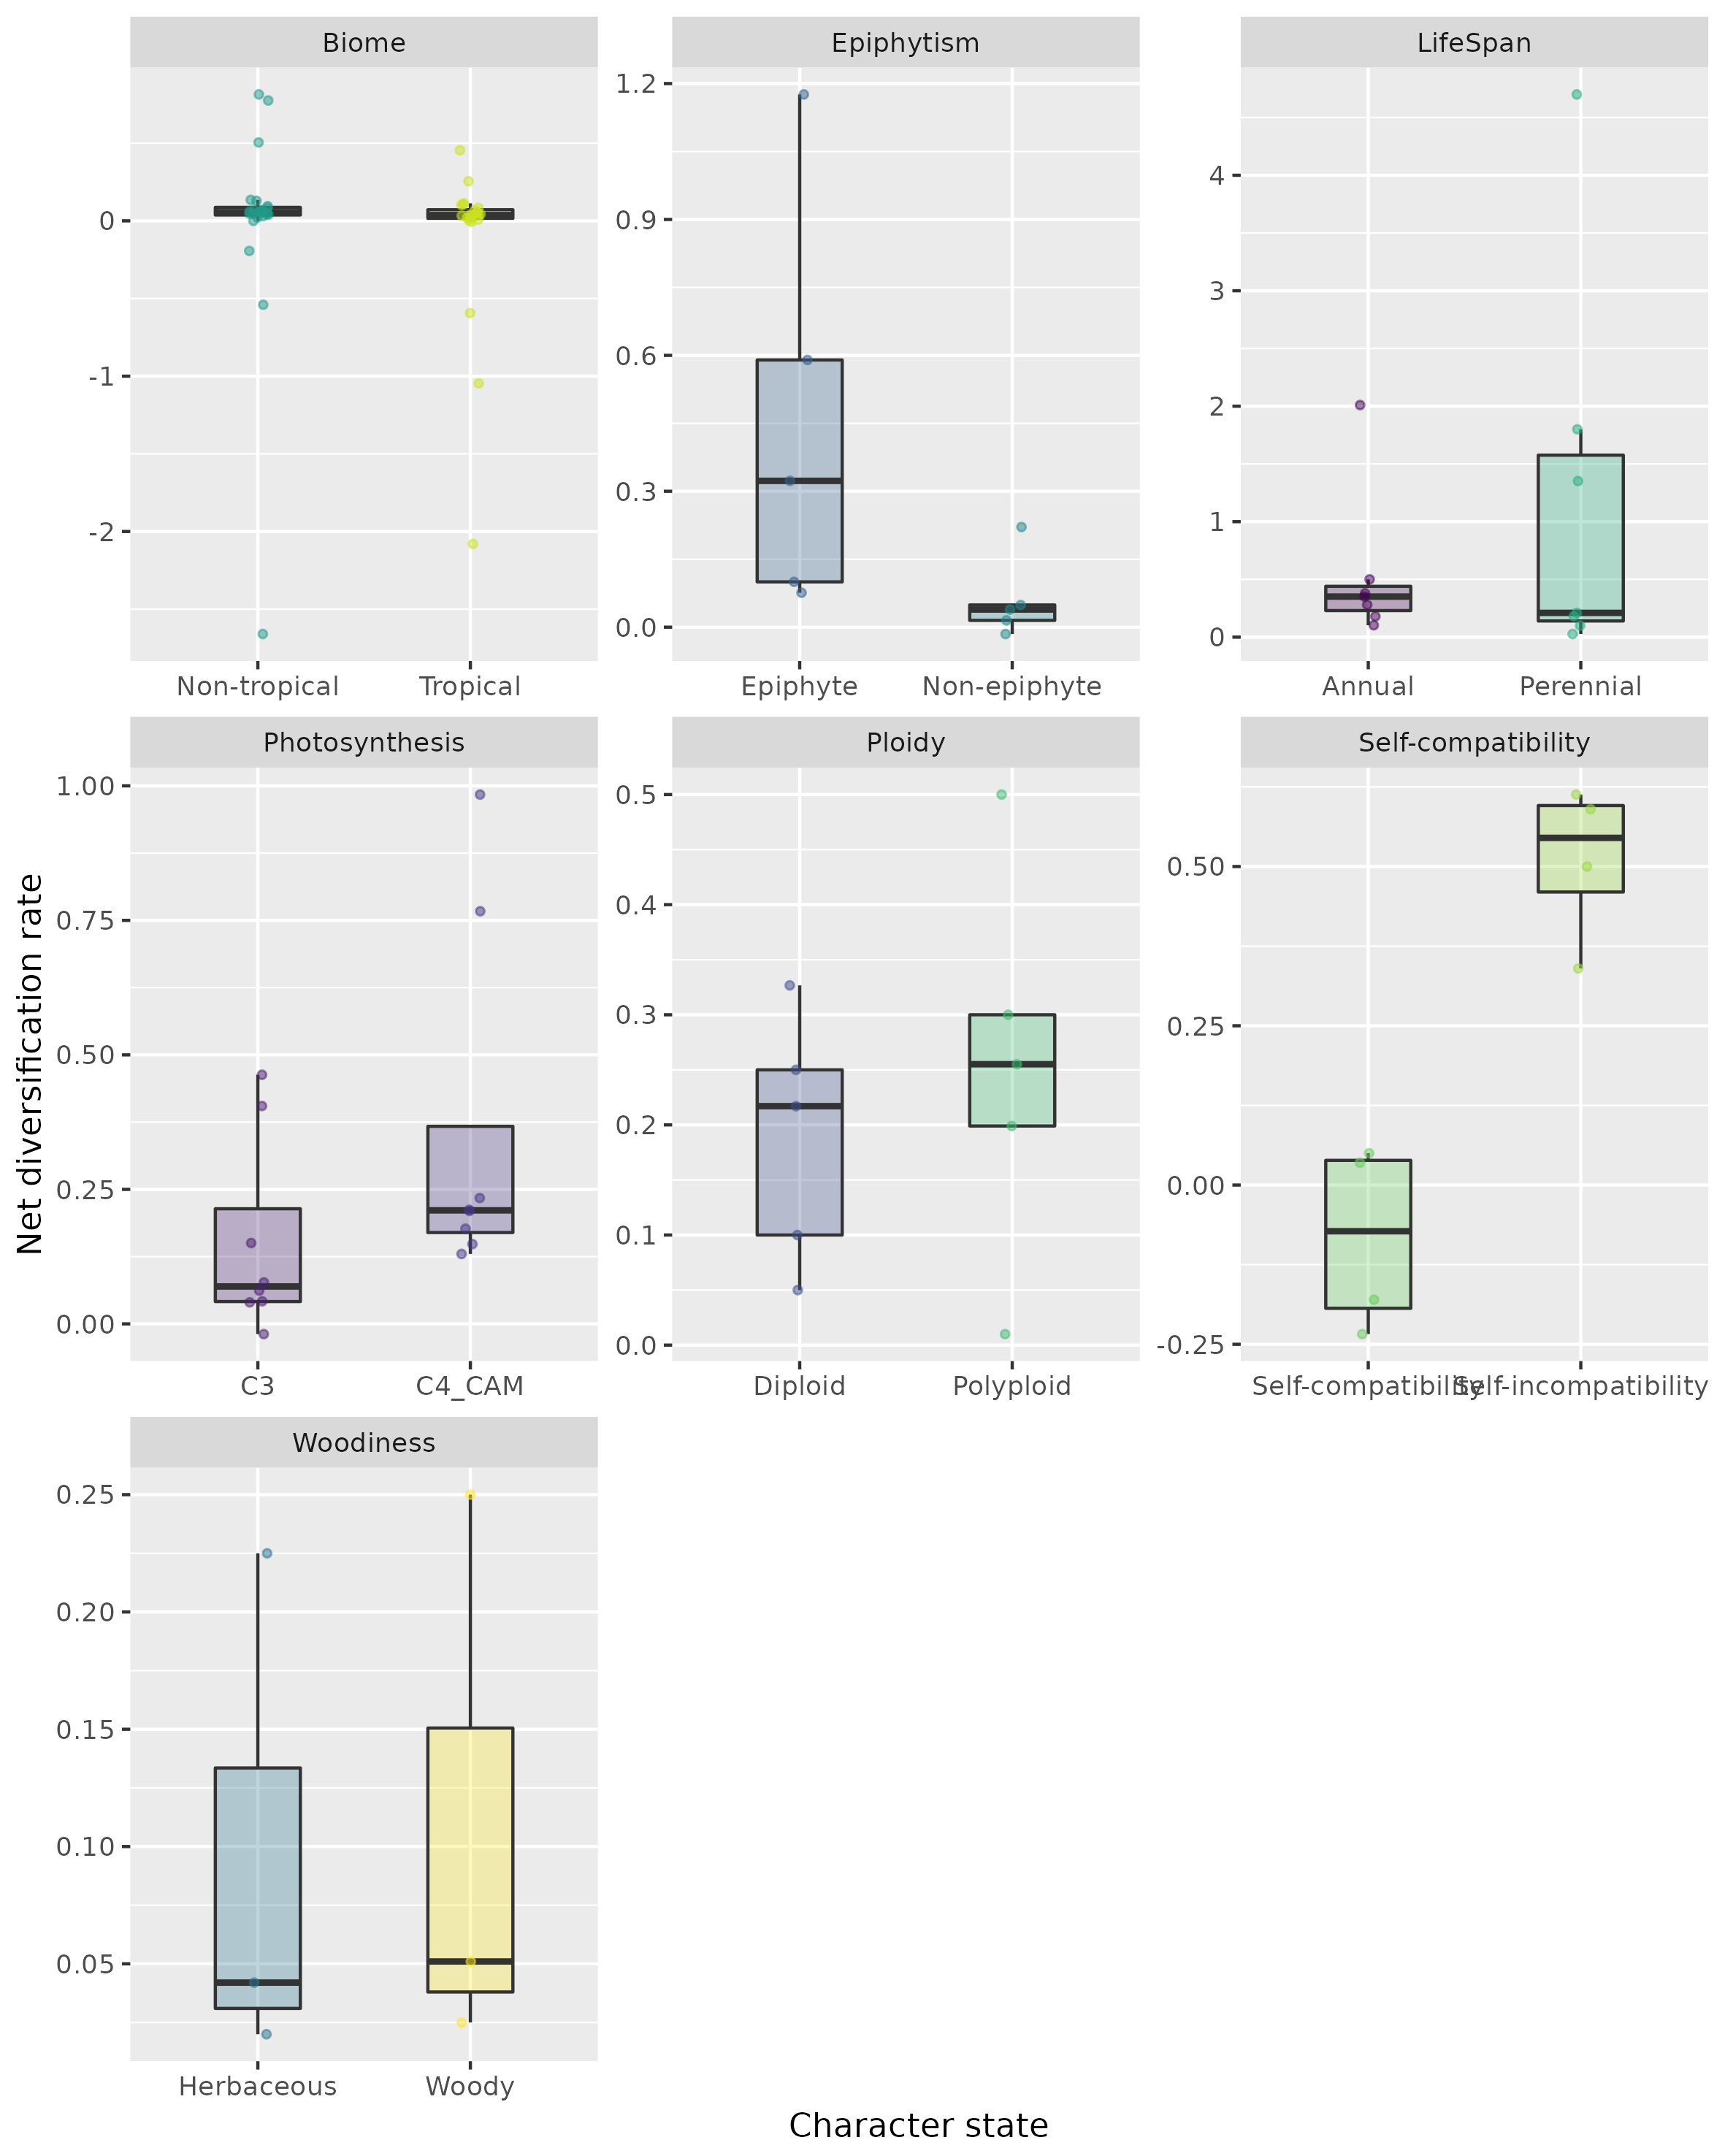 Biome
Epiphytism
LifeSpan
0
-1
-2
1.2
0.9
0.6
0.3
0.0
4
3
2
1
0
Non-tropical
Tropical
Epiphyte
Non-epiphyte
Annual
Perennial
Photosynthesis
Ploidy
Self-compatibility
Net diversification rate
1.00
0.75
0.50
0.25
0.00
0.5
0.4
0.3
0.2
0.1
0.0
0.50
0.25
0.00
-0.25
C3
C4_CAM
Diploid
Polyploid
Self-compatibility
Self-incompatibility
Woodiness
0.25
0.20
0.15
0.10
0.05
Herbaceous
Woody
Character state